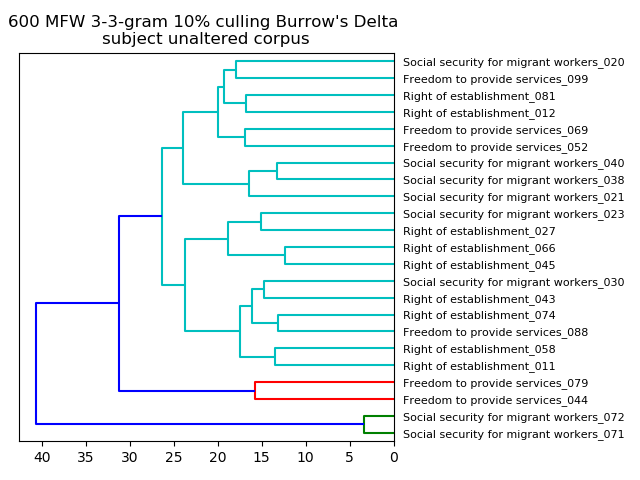 600 MFW 3-3-gram 10% culling Burrow's Delta
subject unaltered corpus
Social security for migrant workers_020
Freedom to provide services_099
Right of establishment_081
Right of establishment_012
Freedom to provide services_069
Freedom to provide services_052
Social security for migrant workers_040
Social security for migrant workers_038
Social security for migrant workers_021
Social security for migrant workers_023
Right of establishment_027
Right of establishment_066
Right of establishment_045
Social security for migrant workers_030
Right of establishment_043
Right of establishment_074
Freedom to provide services_088
Right of establishment_058
Right of establishment_011
Freedom to provide services_079
Freedom to provide services_044
Social security for migrant workers_072
Social security for migrant workers_071
40 35 30 25 20 15 10 5 0